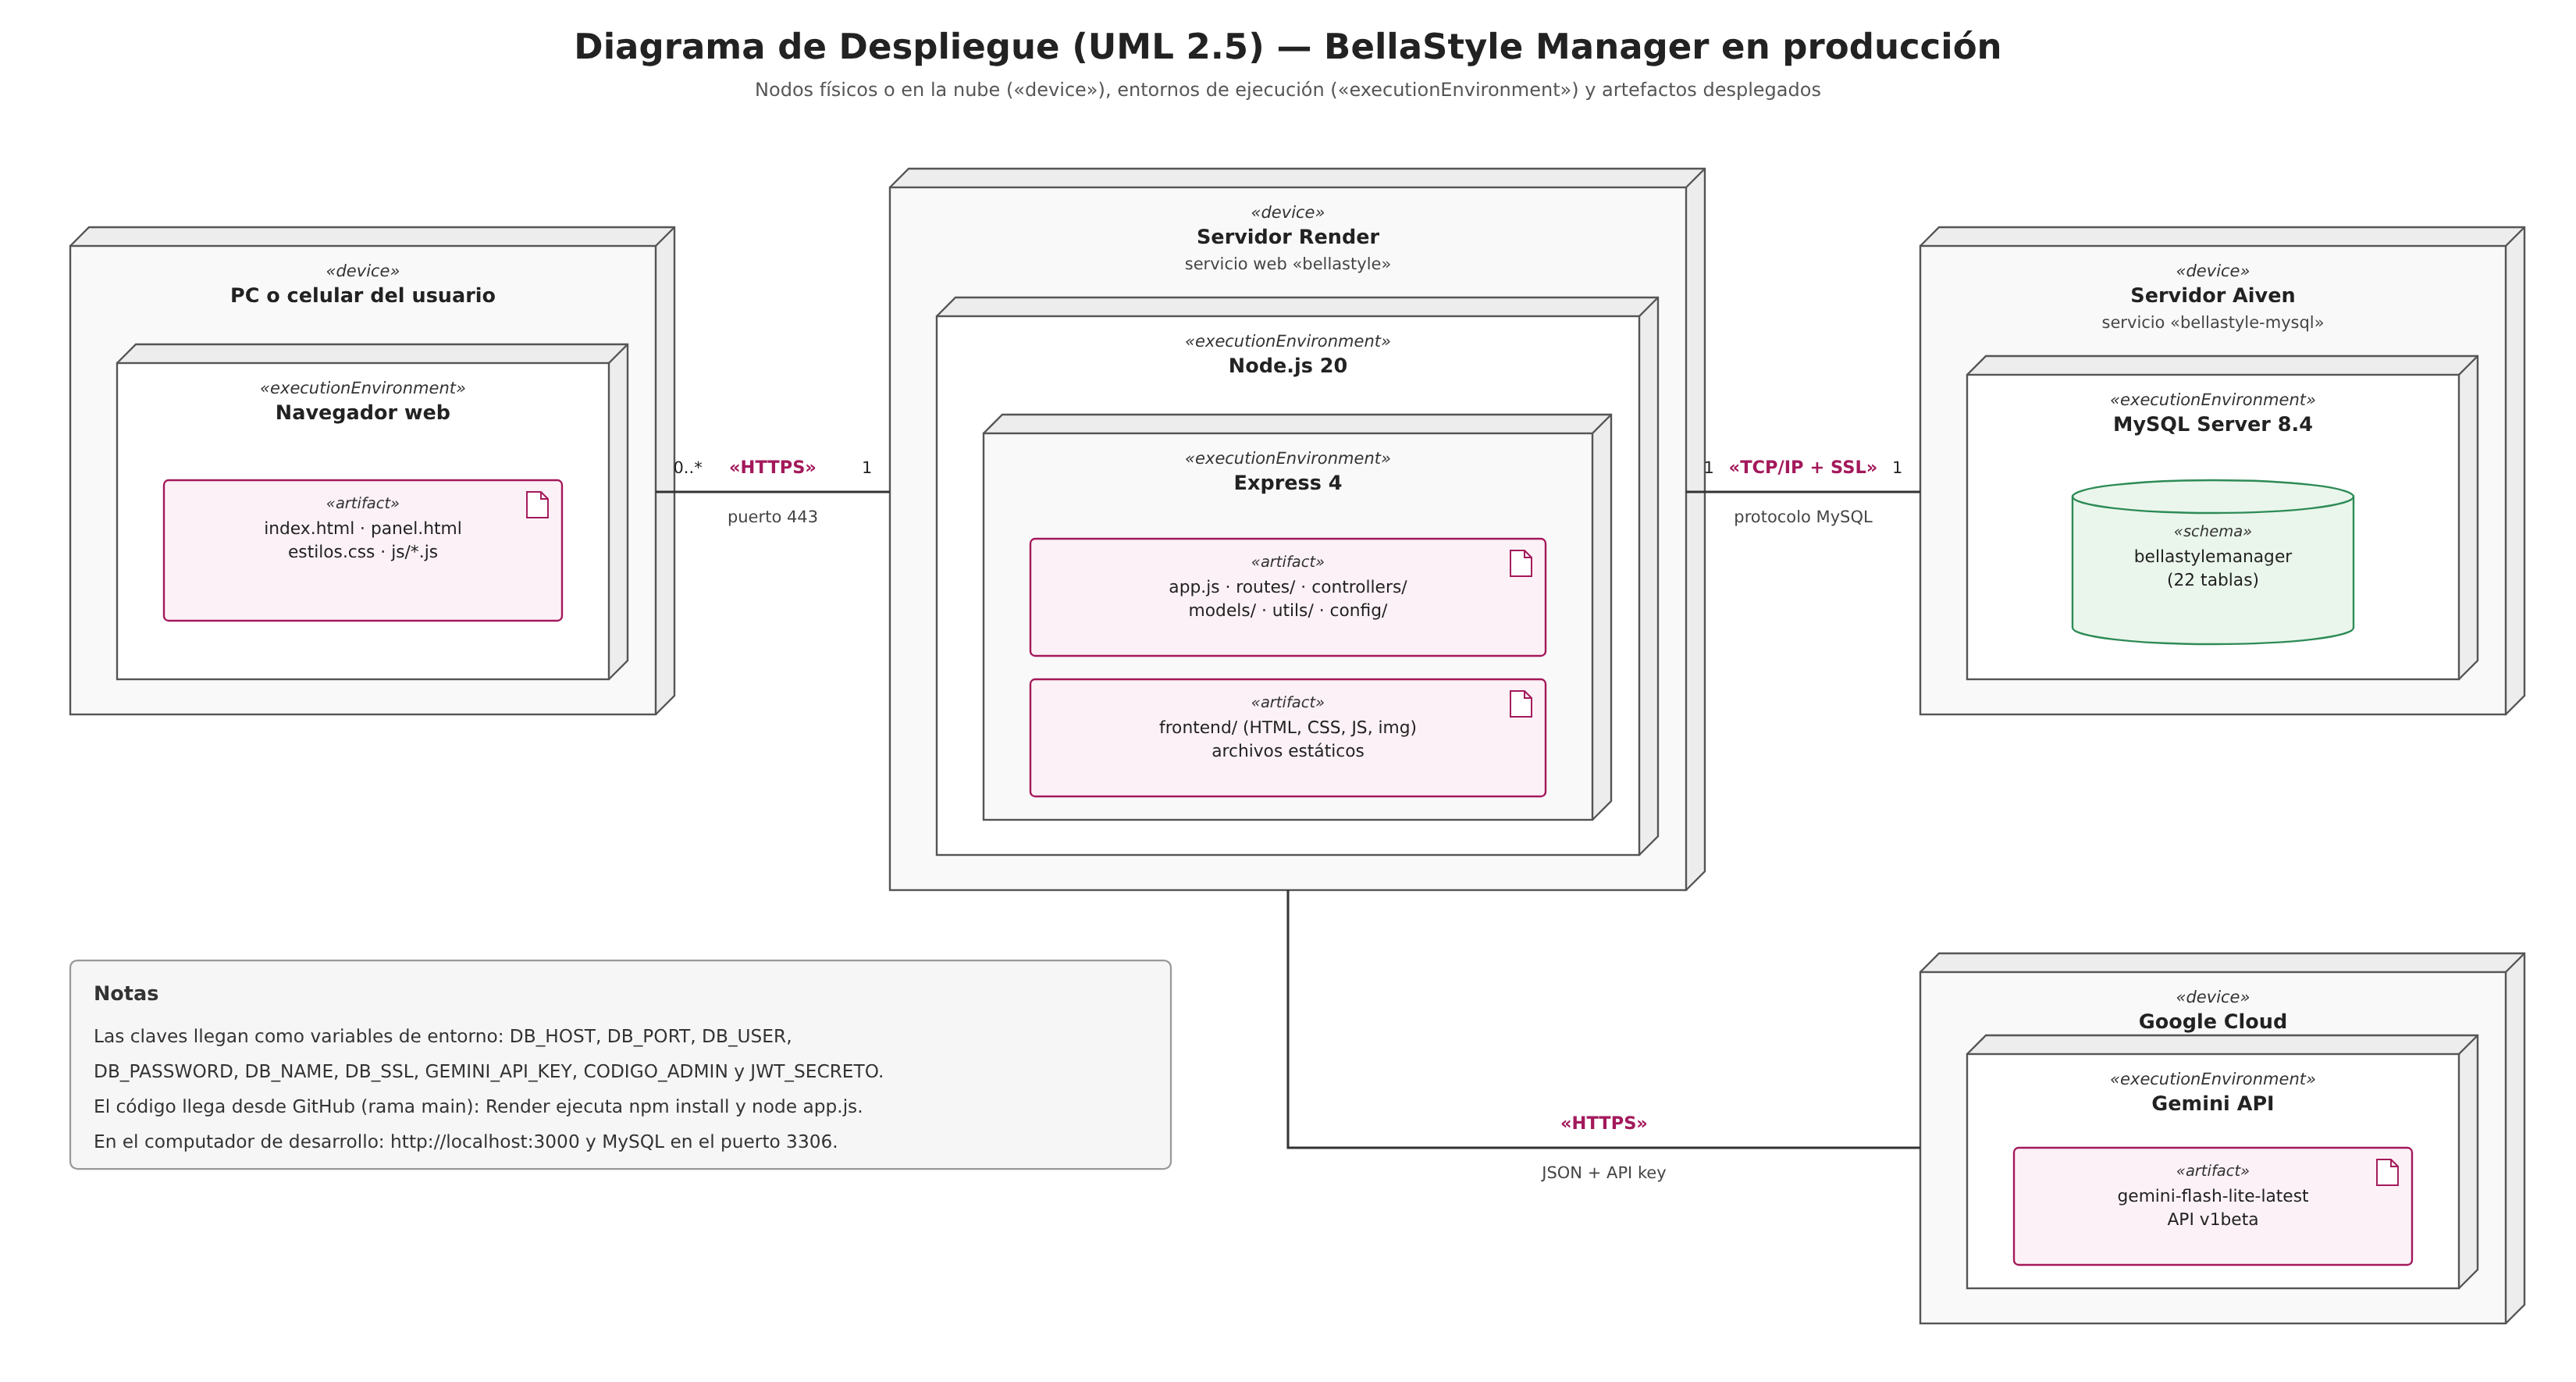 Diagrama de Despliegue (UML 2.5) — BellaStyle Manager en producción
Nodos físicos o en la nube («device»), entornos de ejecución («executionEnvironment») y artefactos desplegados
«device»
PC o celular del usuario
«executionEnvironment»
Navegador web
«artifact»
index.html · panel.html
estilos.css · js/*.js
0..*
«HTTPS»
1
puerto 443
«device»
Servidor Render
servicio web «bellastyle»
«executionEnvironment»
Node.js 20
«executionEnvironment»
Express 4
«artifact»
app.js · routes/ · controllers/
models/ · utils/ · config/
«artifact»
frontend/ (HTML, CSS, JS, img)
archivos estáticos
1
«TCP/IP + SSL»
1
protocolo MySQL
«device»
Servidor Aiven
servicio «bellastyle-mysql»
«executionEnvironment»
MySQL Server 8.4
«schema»
bellastylemanager
(22 tablas)
Notas
Las claves llegan como variables de entorno: DB_HOST, DB_PORT, DB_USER,
DB_PASSWORD, DB_NAME, DB_SSL, GEMINI_API_KEY, CODIGO_ADMIN y JWT_SECRETO.
El código llega desde GitHub (rama main): Render ejecuta npm install y node app.js.
En el computador de desarrollo: http://localhost:3000 y MySQL en el puerto 3306.
«HTTPS»
JSON + API key
«device»
Google Cloud
«executionEnvironment»
Gemini API
«artifact»
gemini-flash-lite-latest
API v1beta